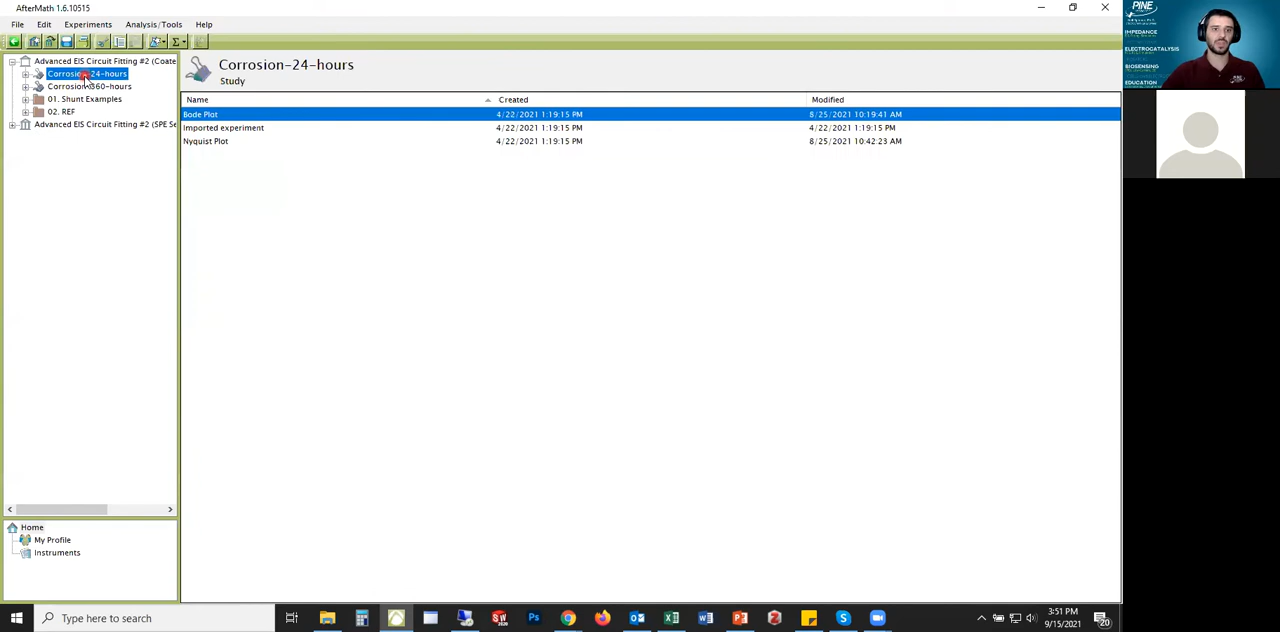 AfterMath 1.6.10515
File Edit Experiments Analysis/Tools Help
Advanced EIS Circuit Fitting #2 (Coate
Corrosion-24-hours
Corrosion-360-hours
01. Shunt Examples
02. REF
Advanced EIS Circuit Fitting #2 (SPE Se
Home
My Profile
Instruments
Corrosion-24-hours
Study
Name Created Modified
Bode Plot 4/22/2021 1:19:15 PM 8/25/2021 10:19:41 AM
Imported experiment 4/22/2021 1:19:15 PM 4/22/2021 1:19:15 PM
Nyquist Plot 4/22/2021 1:19:15 PM 8/25/2021 10:42:23 AM
PINE
IMPEDANCE
ELECTROCATALYSIS
BIOSENSING
EDUCATION
PINE
Type here to search
3:51 PM
9/15/2021
20